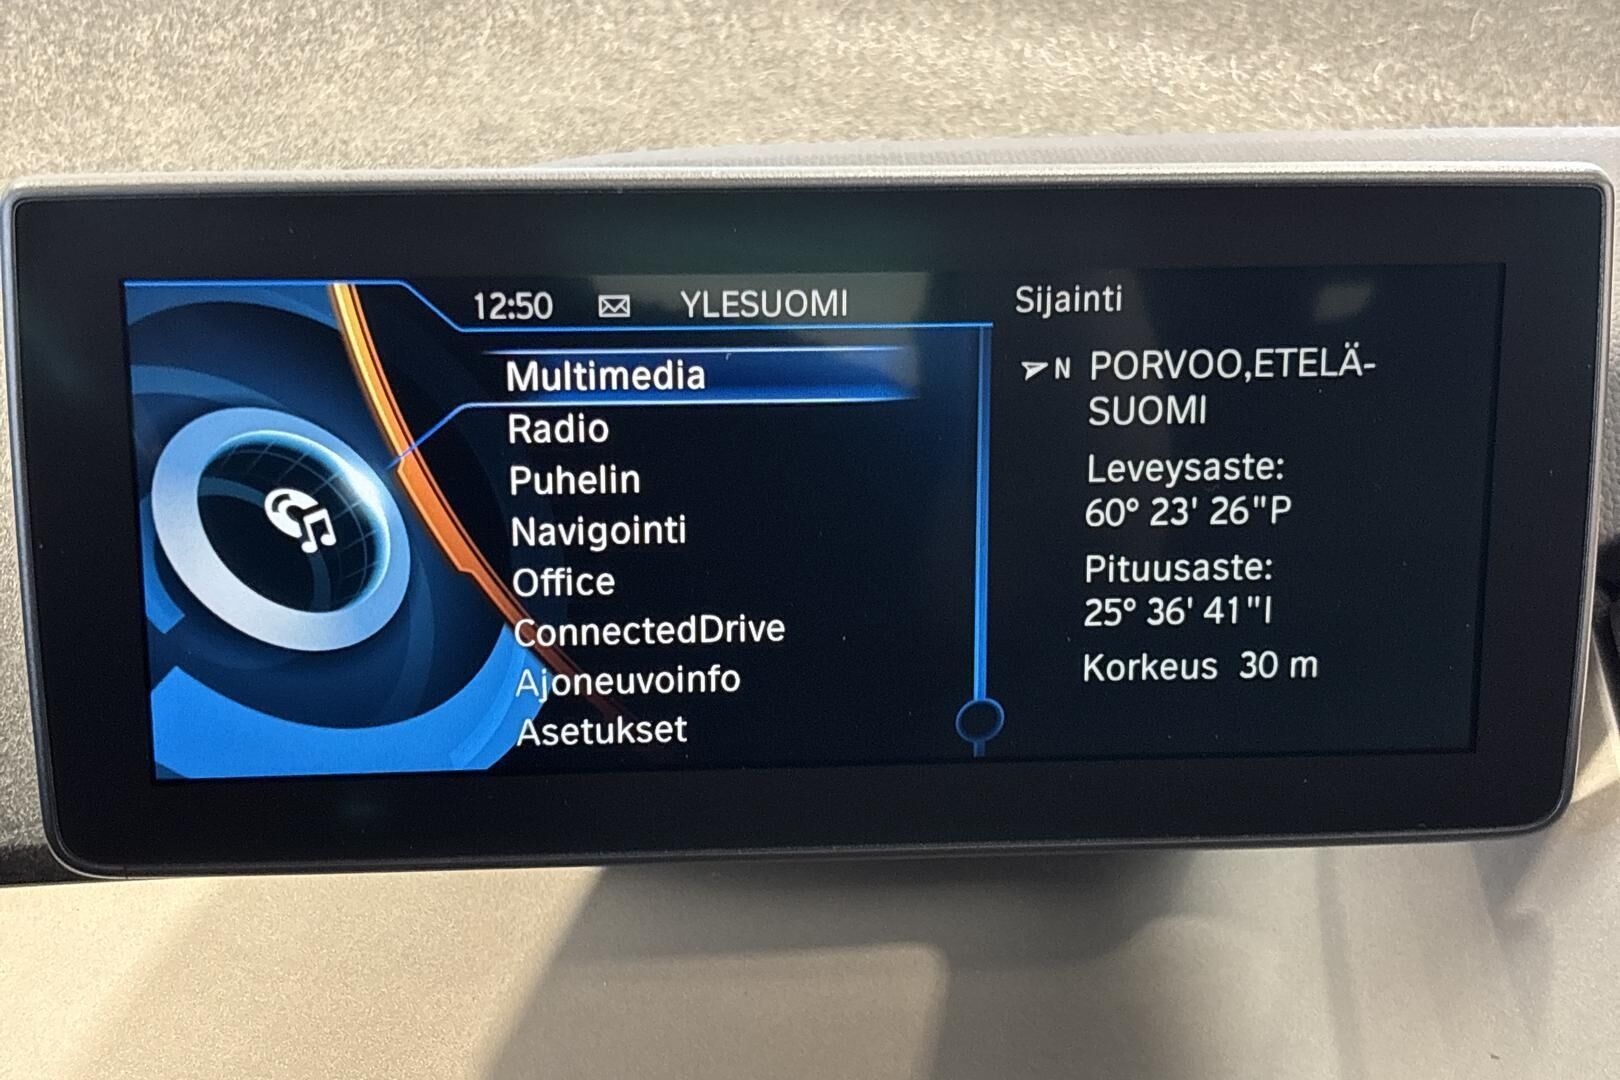 12:50 YLESUOMI
Multimedia
Radio
Puhelin
Navigointi
Office
ConnectedDrive
Ajoneuvoinfo
Asetukset
Sijainti
N PORVOO,ETELÄ-
SUOMI
Leveysaste:
60° 23' 26"P
Pituusaste:
25° 36' 41"I
Korkeus 30 m